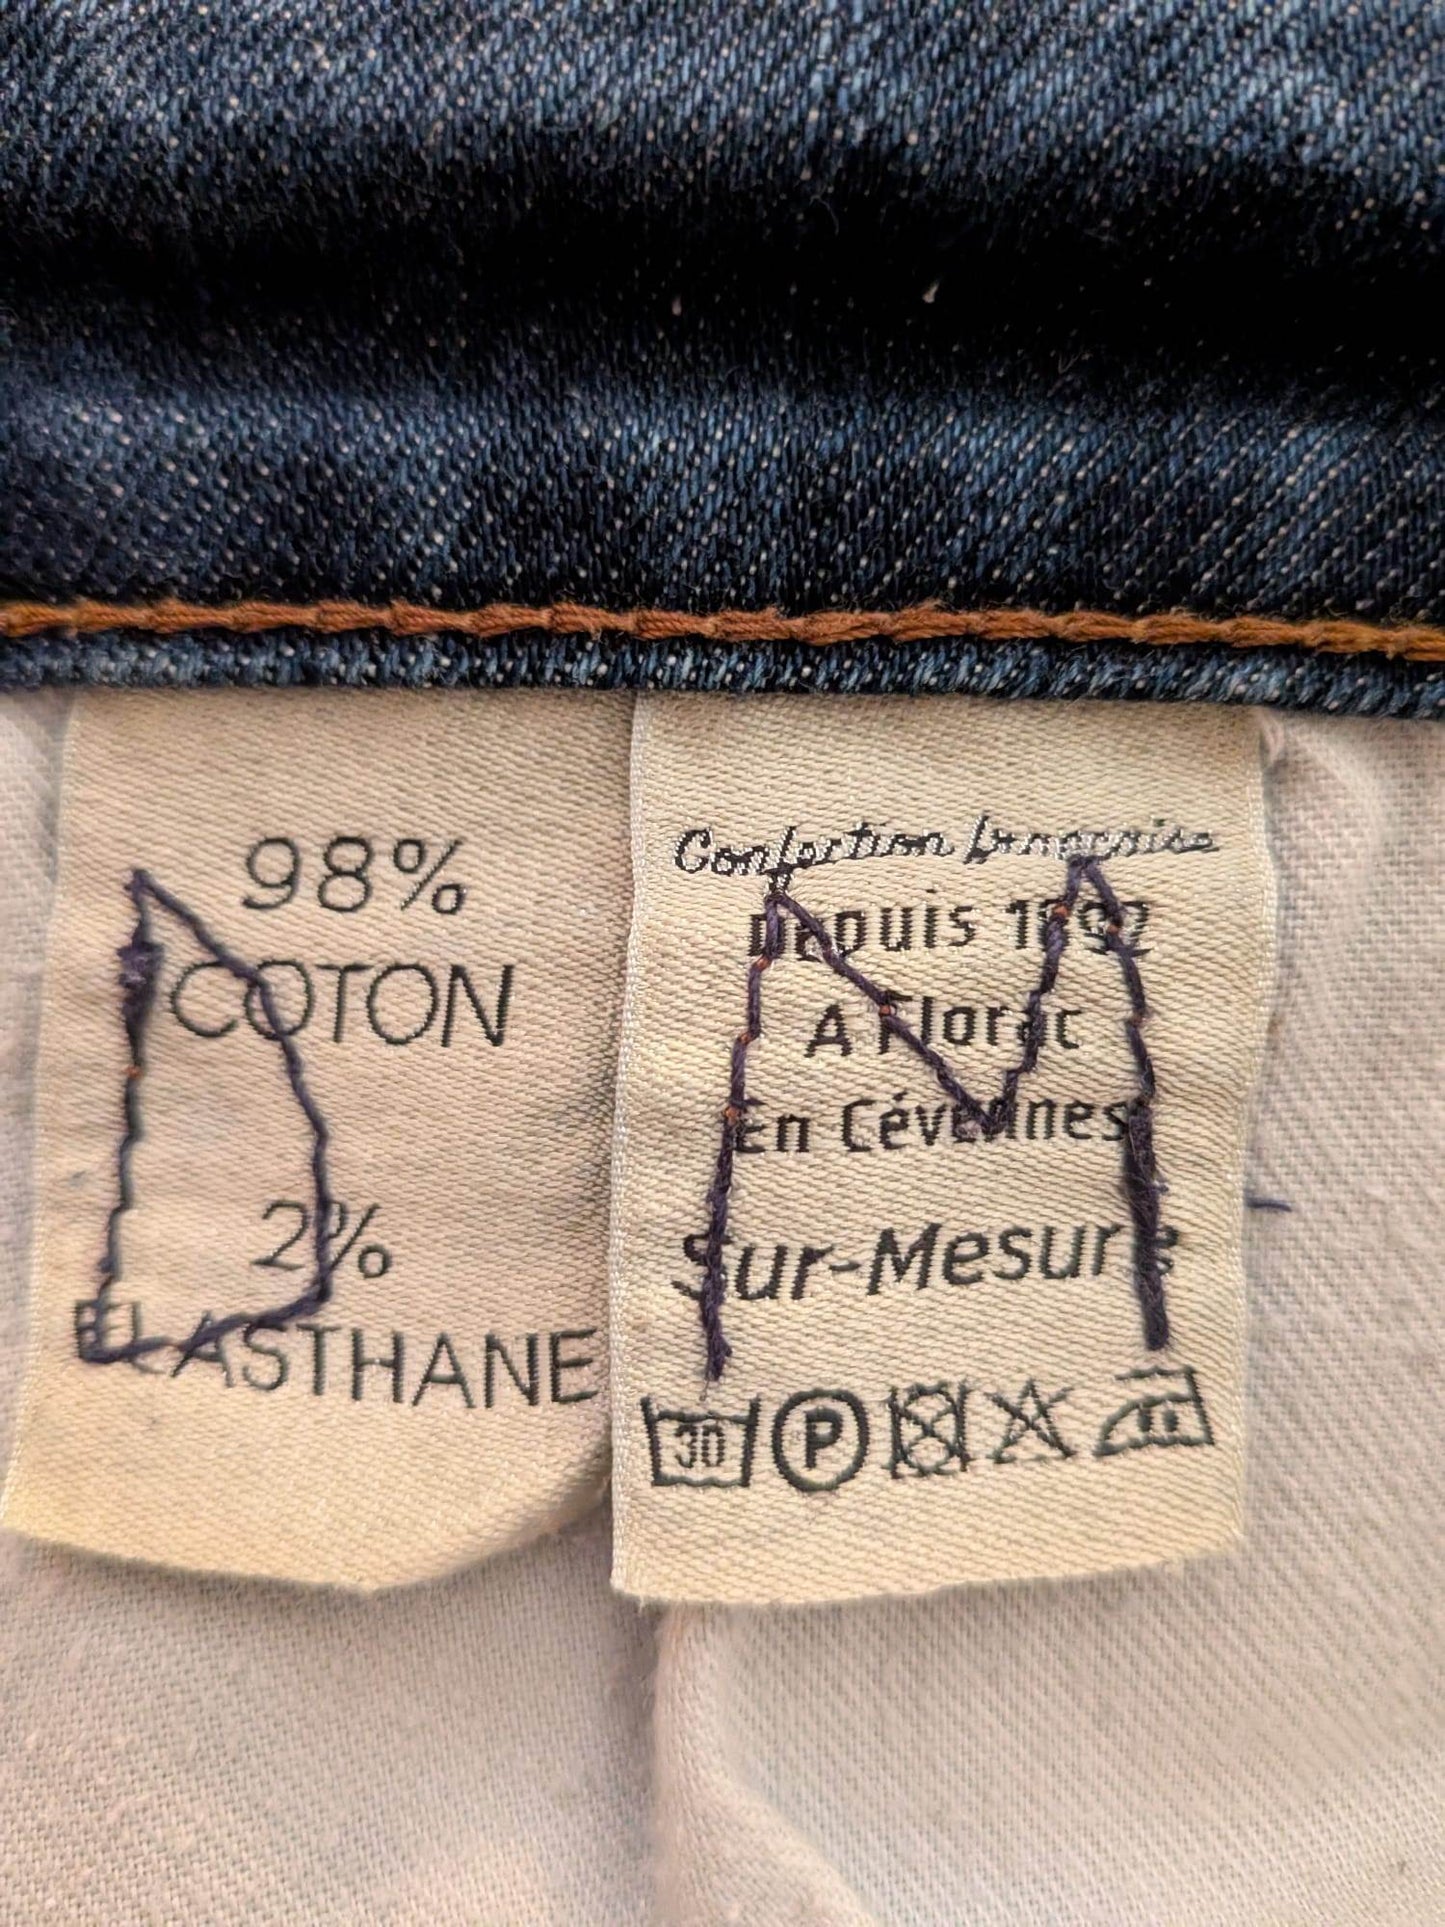 98%
COTON
2%
ELASTHANE
D
Confection Française
Depuis 1892
A Florac
En Cévennes
Sur-Mesure
M
30
P